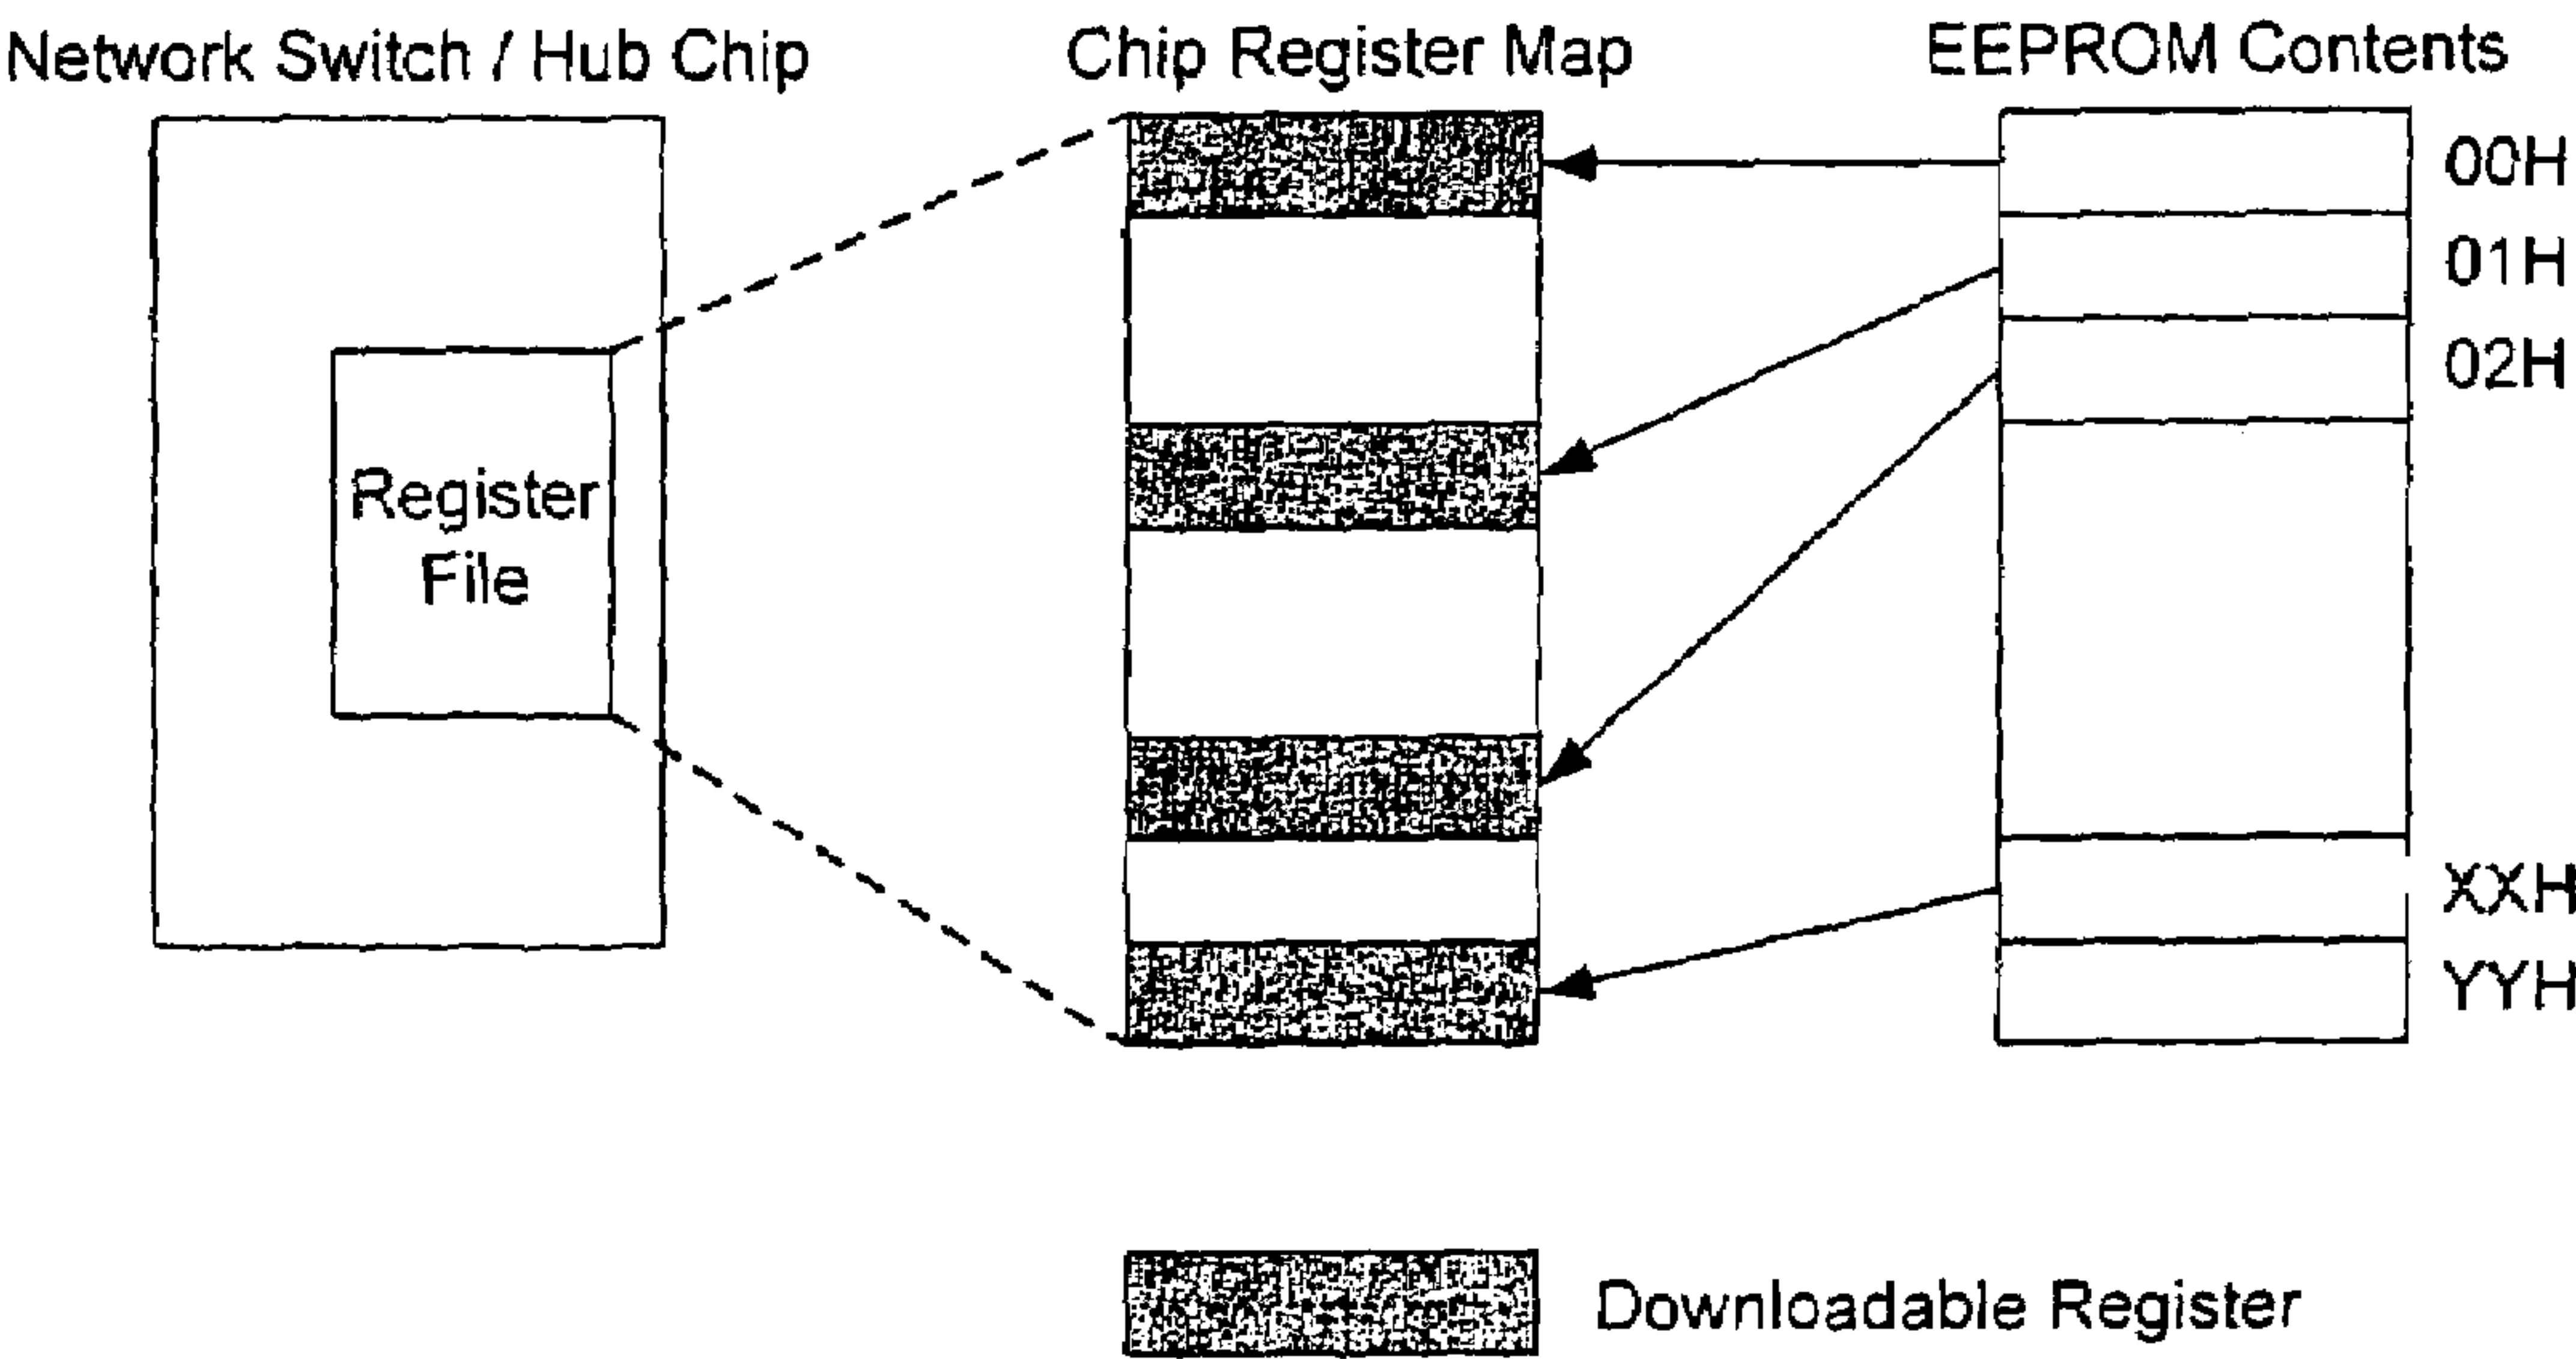 Network Switch / Hub Chip
Chip Register Map
EEPROM Contents
00H
01H
02H
Register
File
XXH
YYH
Downloadable Register